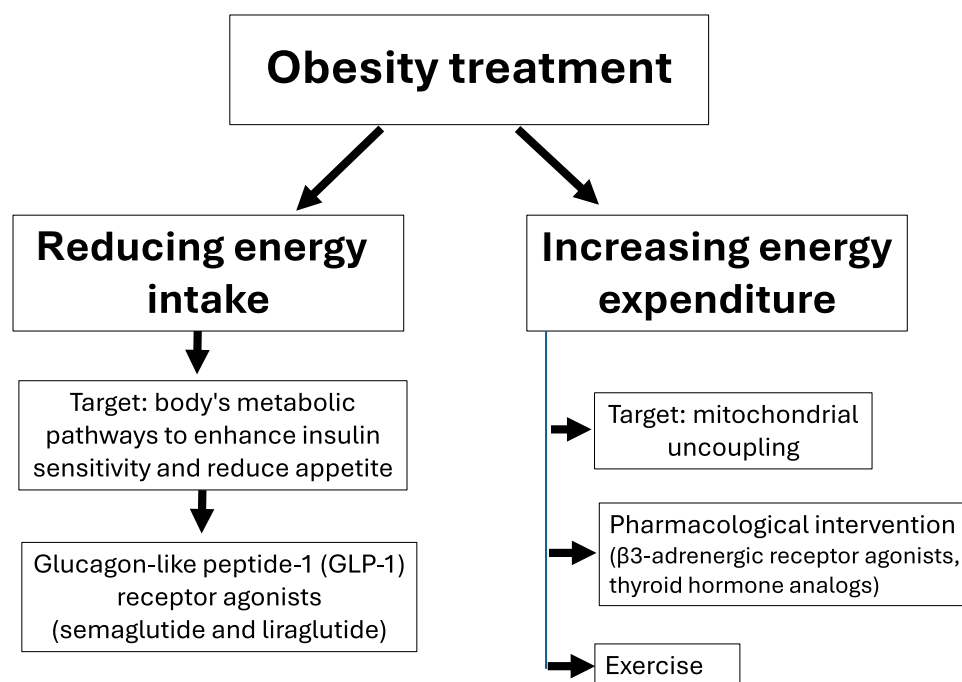 Obesity treatment
Reducing energy
intake
Target: body's metabolic
pathways to enhance insulin
sensitivity and reduce appetite
Glucagon-like peptide-1 (GLP-1)
receptor agonists
(semaglutide and liraglutide)
Increasing energy
expenditure
Target: mitochondrial
uncoupling
Pharmacological intervention
(β3-adrenergic receptor agonists,
thyroid hormone analogs)
Exercise